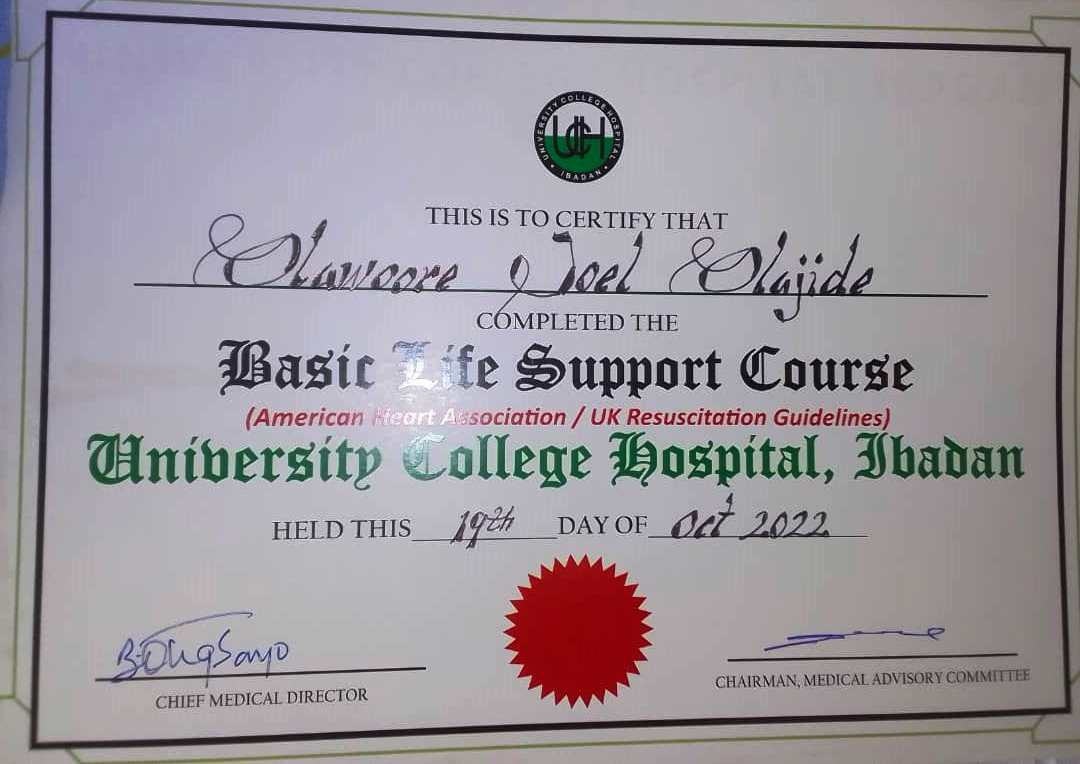 UNIVERSITY COLLEGE HOSPITAL,
UCH
IBADAN
THIS IS TO CERTIFY THAT
Olawoore Joel Olajide
COMPLETED THE
Basic Life Support Course
(American Heart Association / UK Resuscitation Guidelines)
University College Hospital, Ibadan
HELD THIS 19th DAY OF Oct 2022
CHIEF MEDICAL DIRECTOR
CHAIRMAN, MEDICAL ADVISORY COMMITTEE